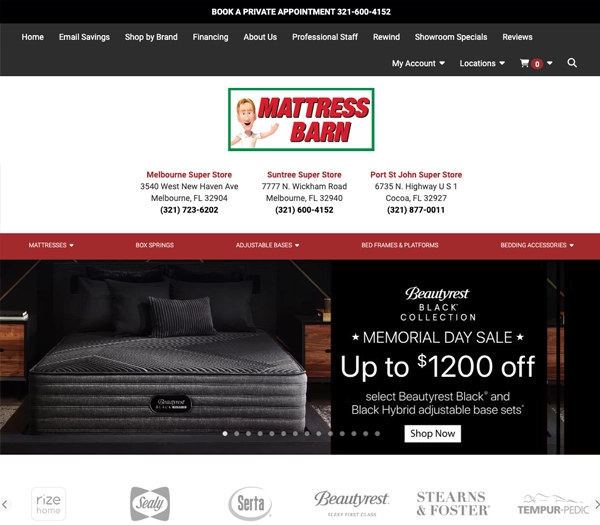 BOOK A PRIVATE APPOINTMENT 321-600-4152
Home Email Savings Shop by Brand Financing About Us Professional Staff Rewind Showroom Specials Reviews
My Account Locations 0
MATTRESS
BARN
Melbourne Super Store
3540 West New Haven Ave
Melbourne, FL 32904
(321) 723-6202
Suntree Super Store
7777 N. Wickham Road
Melbourne, FL 32940
(321) 600-4152
Port St John Super Store
6735 N. Highway U S 1
Cocoa, FL 32927
(321) 877-0011
MATTRESSES BOX SPRINGS ADJUSTABLE BASES BED FRAMES & PLATFORMS BEDDING ACCESSORIES
Beautyrest
BLACK
Beautyrest
BLACK®
COLLECTION
★ MEMORIAL DAY SALE ★
Up to $1200 off
select Beautyrest Black® and
Black Hybrid adjustable base sets*
Shop Now
rize
home
Sealy
Serta
Beautyrest
SLEEP FIRST CLASS
STEARNS
& FOSTER®
TEMPUR-PEDIC